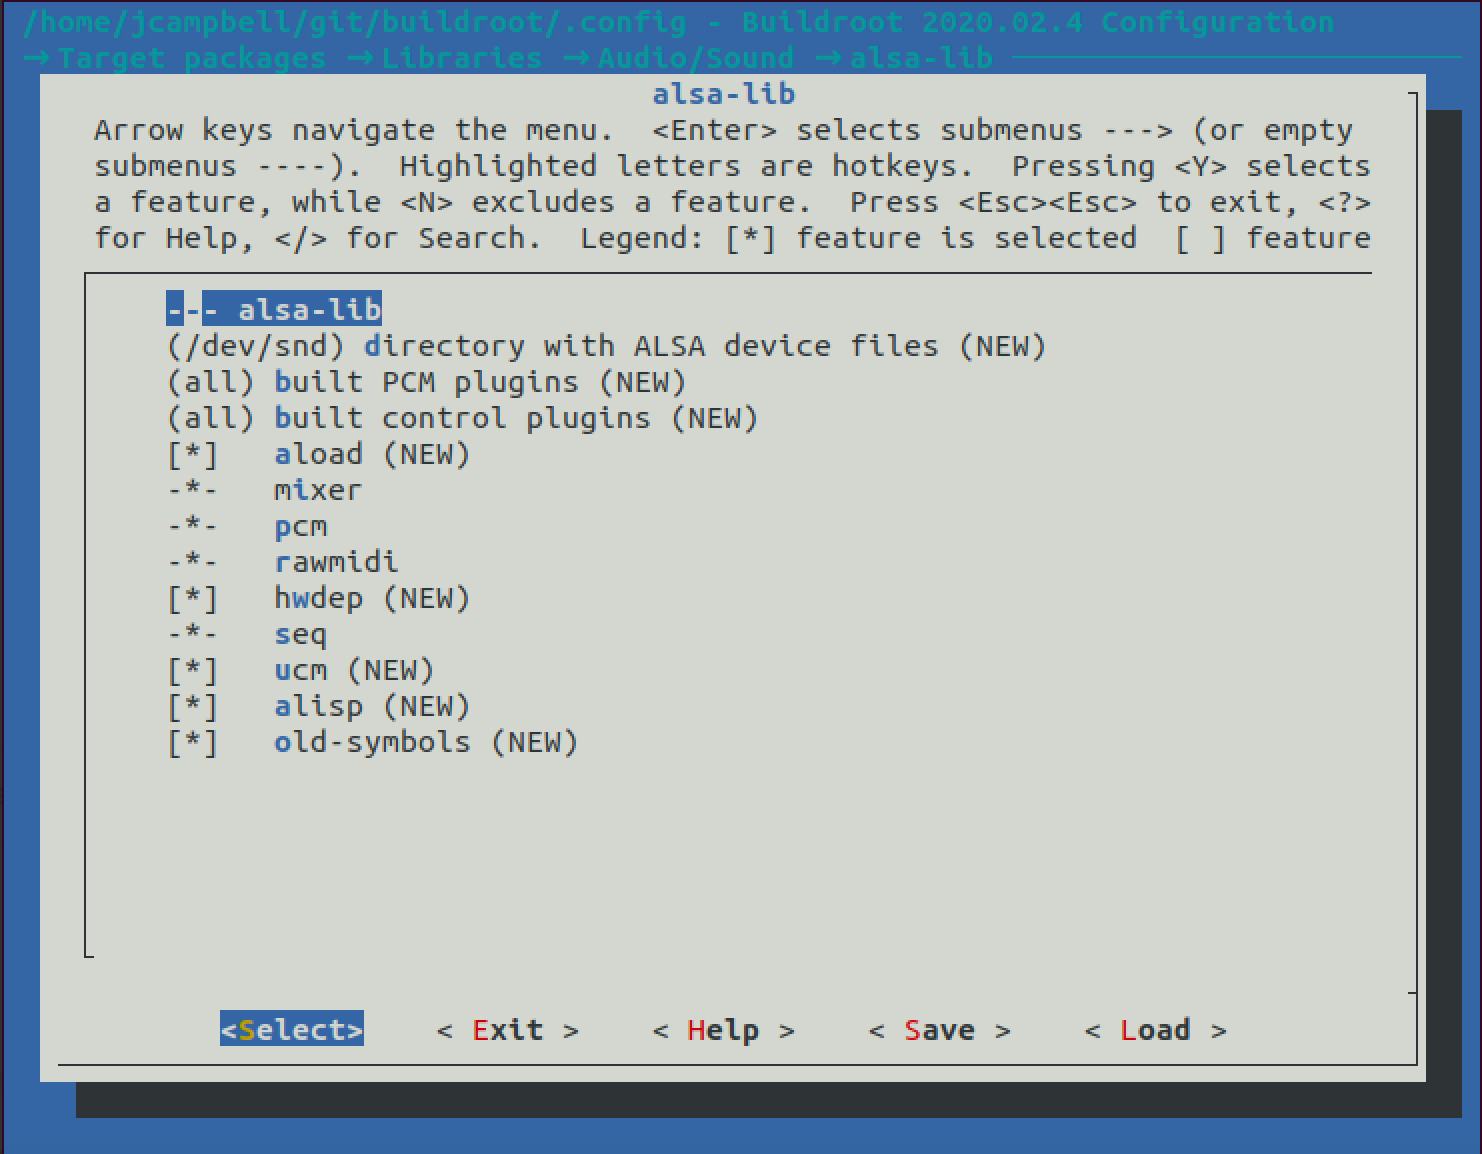 /home/jcampbell/git/buildroot/.config - Buildroot 2020.02.4 Configuration
→ Target packages → Libraries → Audio/Sound → alsa-lib
alsa-lib
Arrow keys navigate the menu.  <Enter> selects submenus ---> (or empty
submenus ----).  Highlighted letters are hotkeys.  Pressing <Y> selects
a feature, while <N> excludes a feature.  Press <Esc><Esc> to exit, <?>
for Help, </> for Search.  Legend: [*] feature is selected  [ ] feature
--- alsa-lib
(/dev/snd) directory with ALSA device files (NEW)
(all) built PCM plugins (NEW)
(all) built control plugins (NEW)
[*]   aload (NEW)
-*-   mixer
-*-   pcm
-*-   rawmidi
[*]   hwdep (NEW)
-*-   seq
[*]   ucm (NEW)
[*]   alisp (NEW)
[*]   old-symbols (NEW)
<Select>    < Exit >    < Help >    < Save >    < Load >